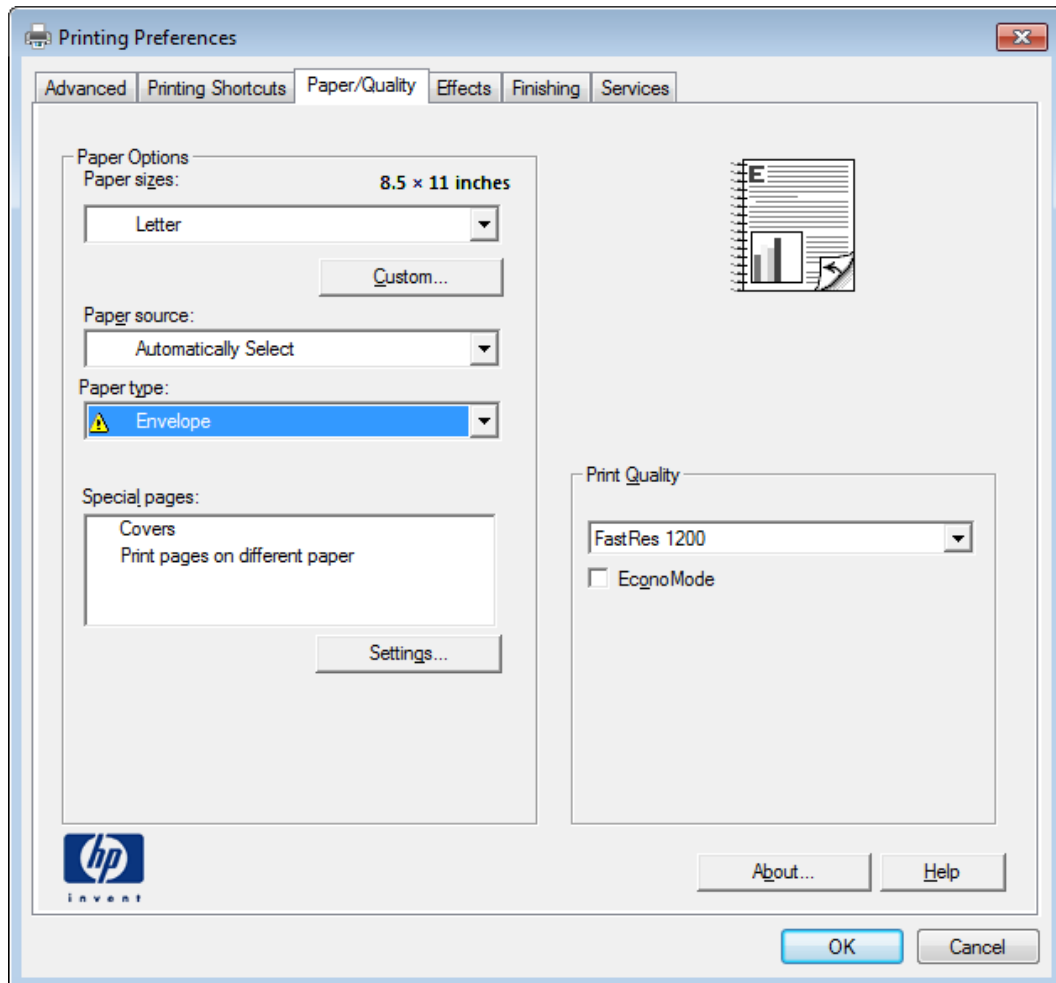 Printing Preferences
Advanced Printing Shortcuts Paper/Quality Effects Finishing Services
Paper Options
Paper sizes: 8.5 × 11 inches
Letter
Custom...
Paper source:
Automatically Select
Paper type:
Envelope
Special pages:
Covers
Print pages on different paper
Settings...
E
Print Quality
FastRes 1200
EconoMode
hp
invent
About... Help
OK Cancel